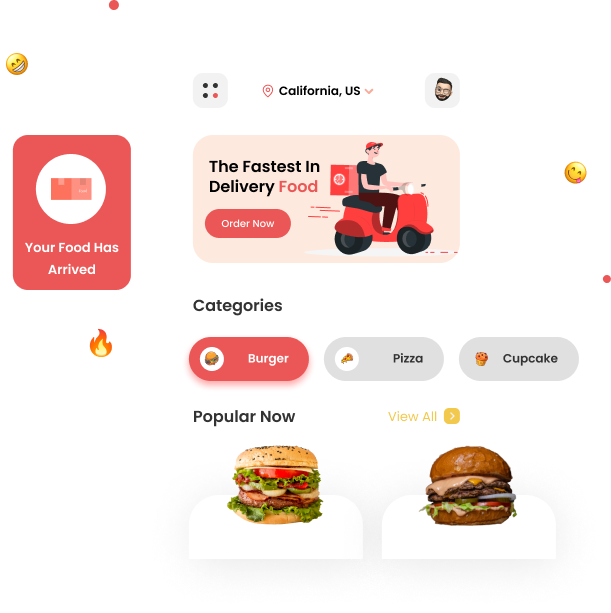 California, US
The Fastest In
Delivery Food
Order Now
Your Food Has
Arrived
Categories
Burger
Pizza
Cupcake
Popular Now
View All